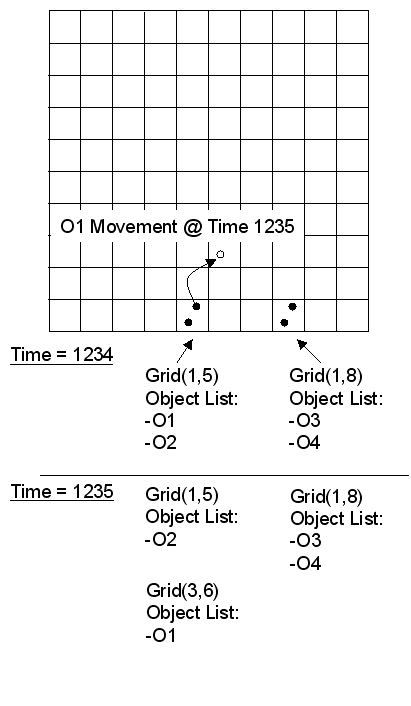 O1 Movement @ Time 1235
Time = 1234
Grid(1,5)
Object List:
-O1
-O2
Grid(1,8)
Object List:
-O3
-O4
Time = 1235
Grid(1,5)
Object List:
-O2
Grid(1,8)
Object List:
-O3
-O4
Grid(3,6)
Object List:
-O1